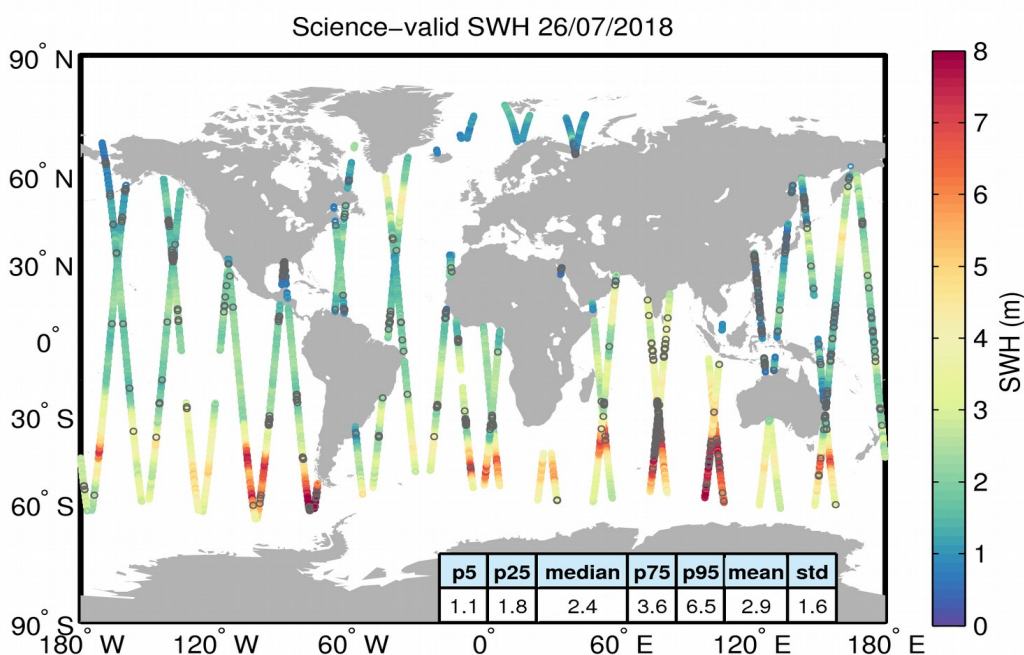 Science−valid SWH 26/07/2018
90° N
60° N
30° N
0°
30° S
60° S
90° S
180° W
120° W
60° W
0°
60° E
120° E
180° E
8
7
6
5
4
3
2
1
0
SWH (m)
p5 p25 median p75 p95 mean std
1.1 1.8 2.4 3.6 6.5 2.9 1.6